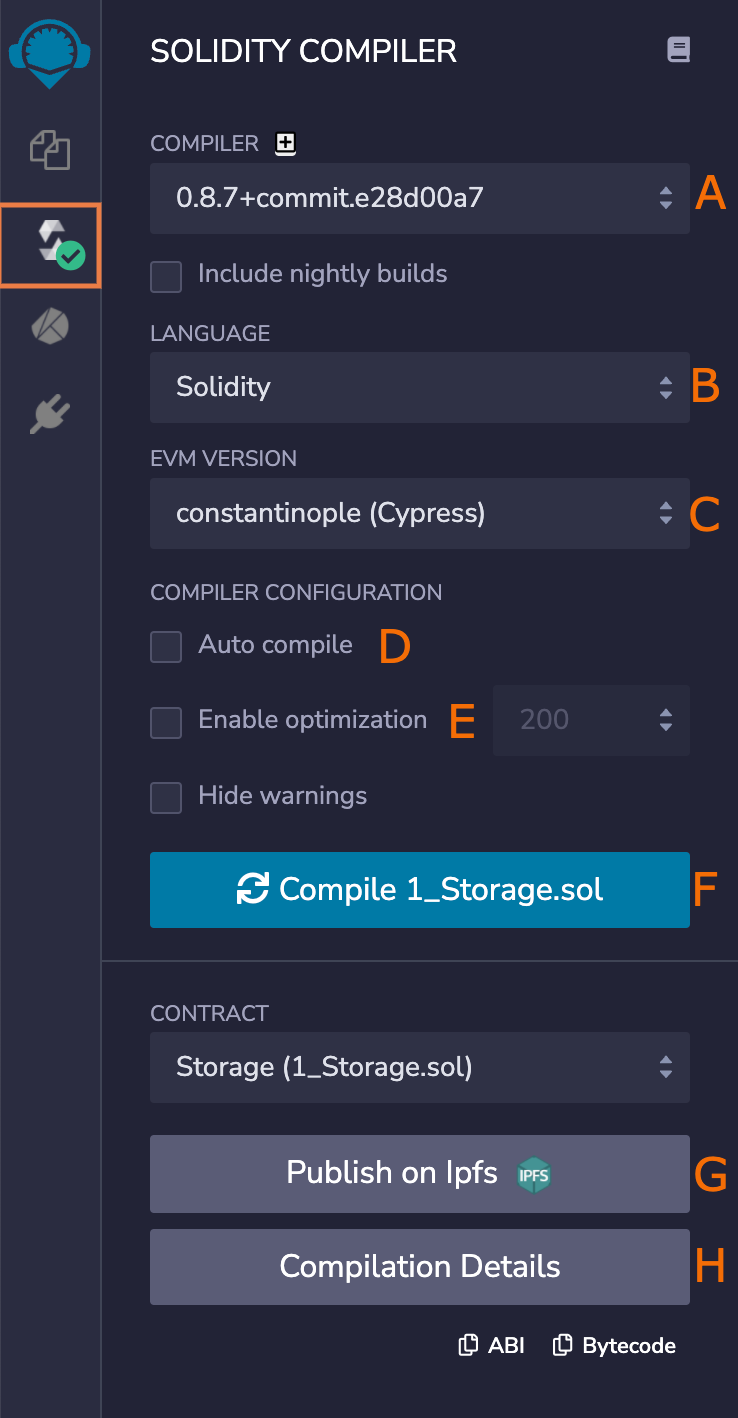 SOLIDITY COMPILER
COMPILER
0.8.7+commit.e28d00a7 A
Include nightly builds
LANGUAGE
Solidity B
EVM VERSION
constantinople (Cypress) C
COMPILER CONFIGURATION
Auto compile D
Enable optimization E 200
Hide warnings
Compile 1_Storage.sol F
CONTRACT
Storage (1_Storage.sol)
Publish on Ipfs IPFS G
Compilation Details H
ABI Bytecode